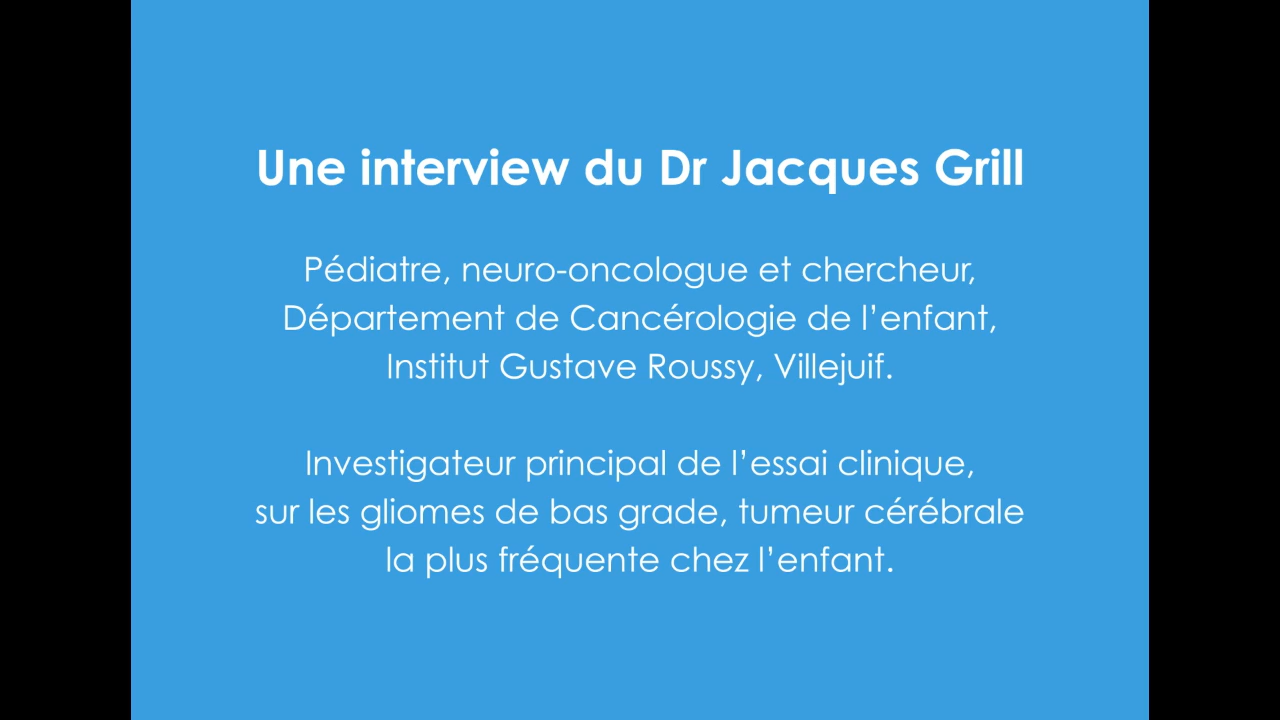 Une interview du Dr Jacques Grill
Pédiatre, neuro-oncologue et chercheur,
Département de Cancérologie de l’enfant,
Institut Gustave Roussy, Villejuif.
Investigateur principal de l’essai clinique,
sur les gliomes de bas grade, tumeur cérébrale
la plus fréquente chez l’enfant.